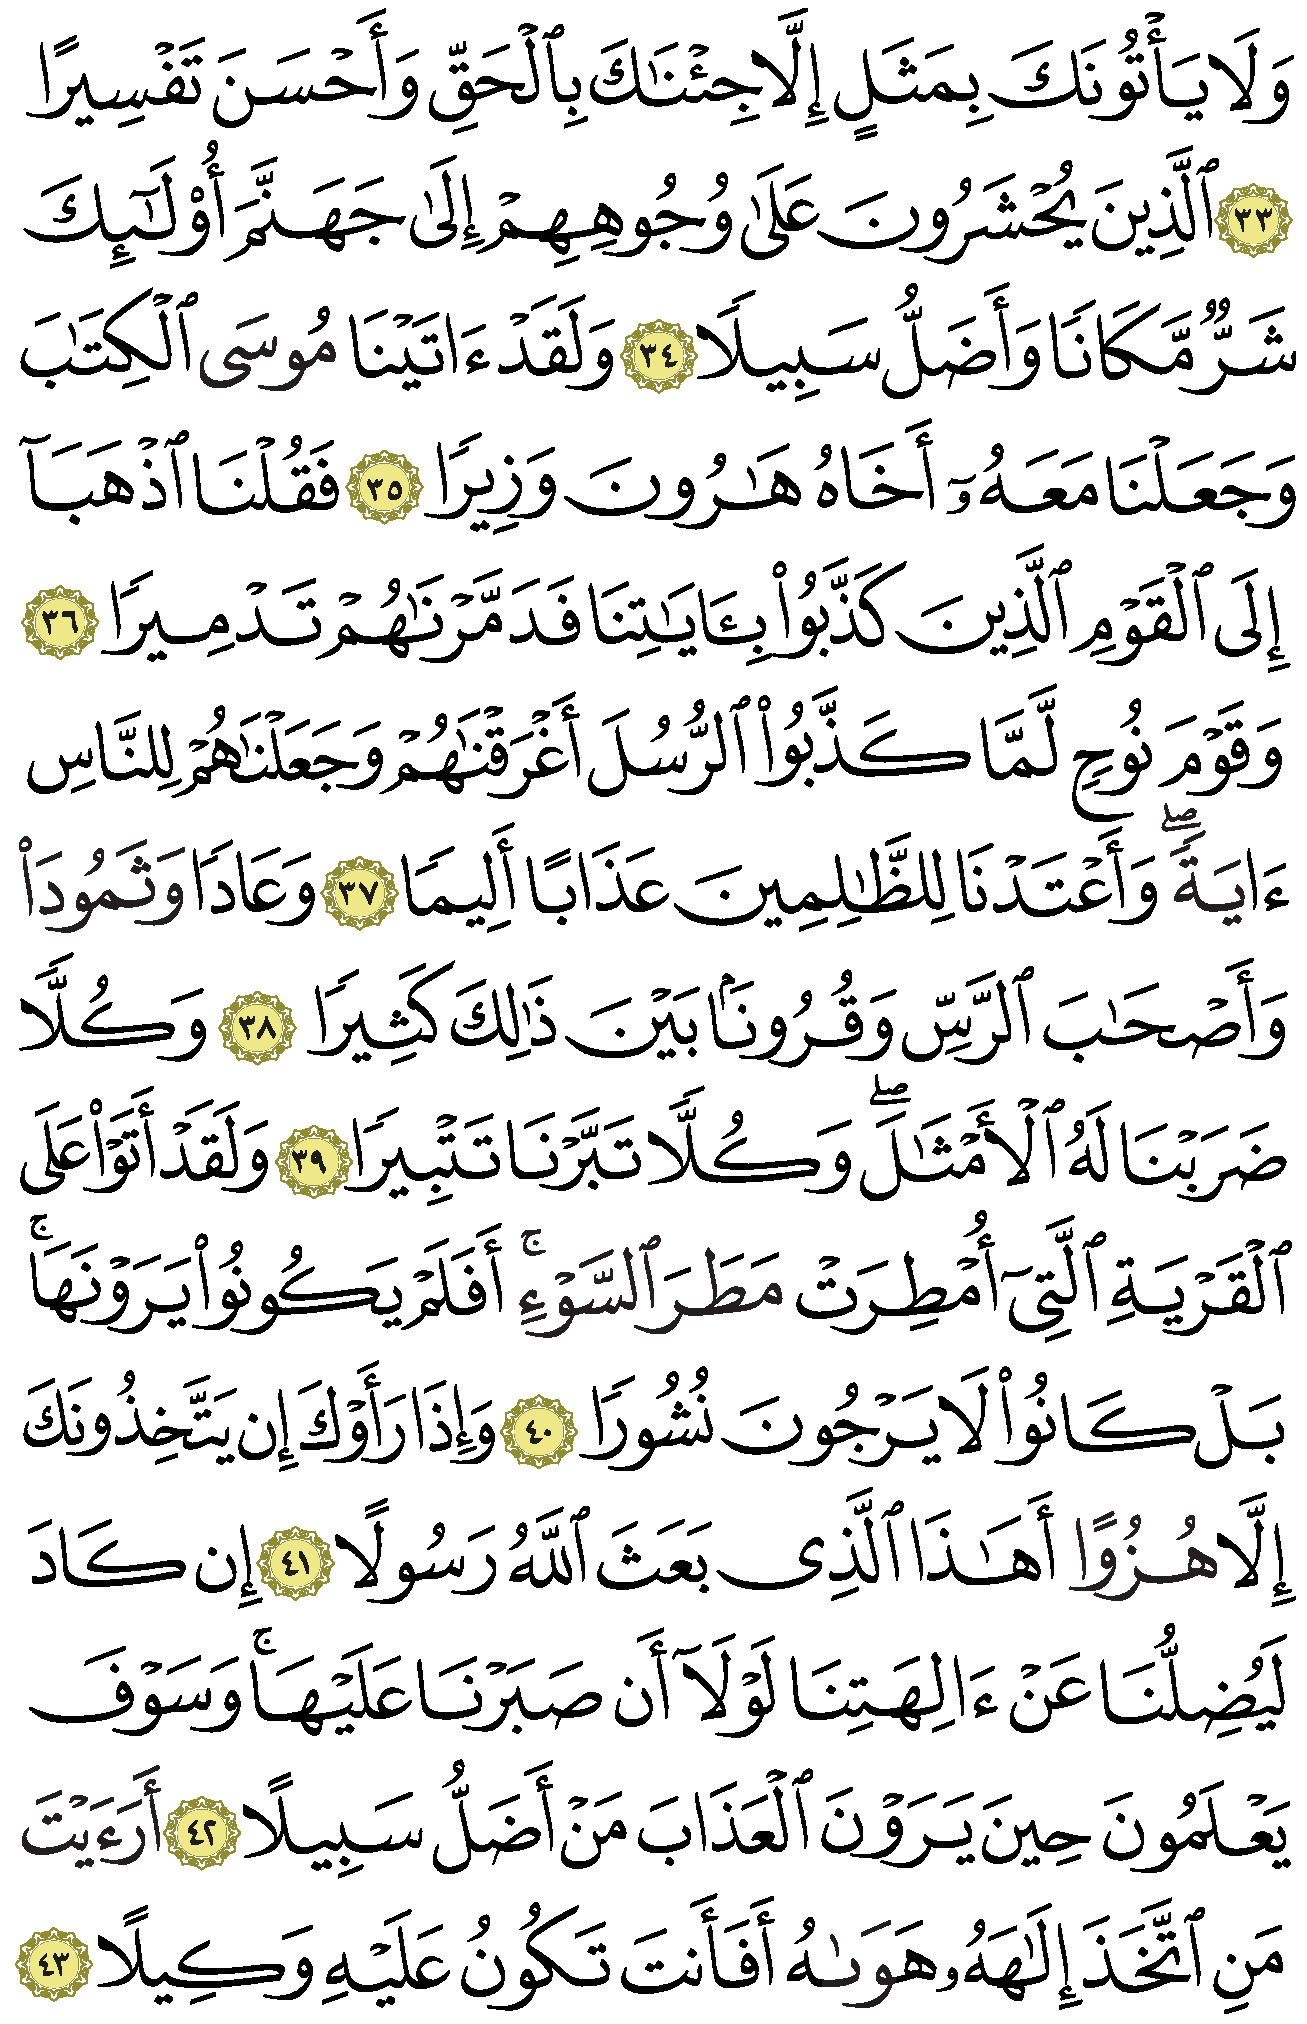 وَلَا يَأْتُونَكَ بِمَثَلٍ إِلَّا جِئْنَٰكَ بِٱلْحَقِّ وَأَحْسَنَ تَفْسِيرًا
٣٣ ٱلَّذِينَ يُحْشَرُونَ عَلَىٰ وُجُوهِهِمْ إِلَىٰ جَهَنَّمَ أُو۟لَٰٓئِكَ
شَرٌّ مَّكَانًا وَأَضَلُّ سَبِيلًا ٣٤ وَلَقَدْ ءَاتَيْنَا مُوسَى ٱلْكِتَٰبَ
وَجَعَلْنَا مَعَهُۥٓ أَخَاهُ هَٰرُونَ وَزِيرًا ٣٥ فَقُلْنَا ٱذْهَبَآ
إِلَى ٱلْقَوْمِ ٱلَّذِينَ كَذَّبُوا۟ بِـَٔايَٰتِنَا فَدَمَّرْنَٰهُمْ تَدْمِيرًا ٣٦
وَقَوْمَ نُوحٍ لَّمَّا كَذَّبُوا۟ ٱلرُّسُلَ أَغْرَقْنَٰهُمْ وَجَعَلْنَٰهُمْ لِلنَّاسِ
ءَايَةً ۖ وَأَعْتَدْنَا لِلظَّٰلِمِينَ عَذَابًا أَلِيمًا ٣٧ وَعَادًا وَثَمُودَا۟
وَأَصْحَٰبَ ٱلرَّسِّ وَقُرُونًۢا بَيْنَ ذَٰلِكَ كَثِيرًا ٣٨ وَكُلًّا
ضَرَبْنَا لَهُ ٱلْأَمْثَٰلَ ۖ وَكُلًّا تَبَّرْنَا تَتْبِيرًا ٣٩ وَلَقَدْ أَتَوْا۟ عَلَى
ٱلْقَرْيَةِ ٱلَّتِىٓ أُمْطِرَتْ مَطَرَ ٱلسَّوْءِ ۚ أَفَلَمْ يَكُونُوا۟ يَرَوْنَهَا ۚ
بَلْ كَانُوا۟ لَا يَرْجُونَ نُشُورًا ٤٠ وَإِذَا رَأَوْكَ إِن يَتَّخِذُونَكَ
إِلَّا هُزُوًا أَهَٰذَا ٱلَّذِى بَعَثَ ٱللَّهُ رَسُولًا ٤١ إِن كَادَ
لَيُضِلُّنَا عَنْ ءَالِهَتِنَا لَوْلَآ أَن صَبَرْنَا عَلَيْهَا ۚ وَسَوْفَ
يَعْلَمُونَ حِينَ يَرَوْنَ ٱلْعَذَابَ مَنْ أَضَلُّ سَبِيلًا ٤٢ أَرَءَيْتَ
مَنِ ٱتَّخَذَ إِلَٰهَهُۥ هَوَىٰهُ أَفَأَنتَ تَكُونُ عَلَيْهِ وَكِيلًا ٤٣